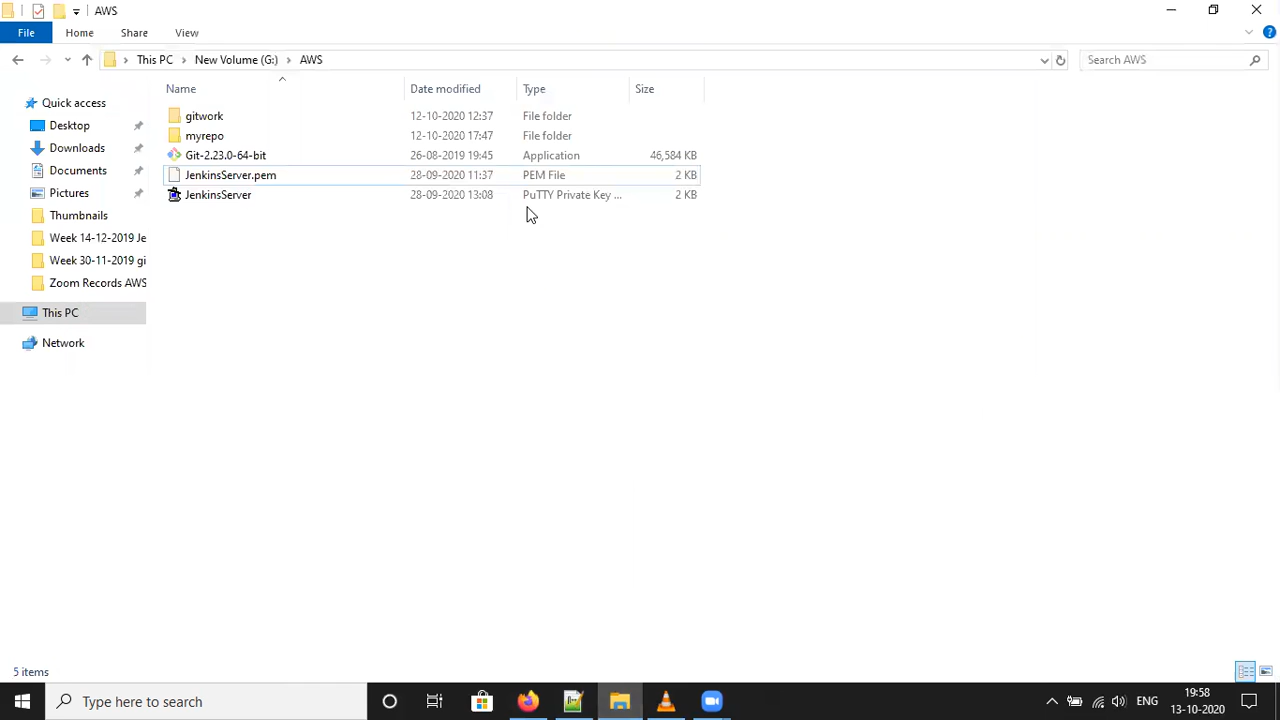 AWS
File
Home
Share
View
This PC
New Volume (G:)
AWS
Search AWS
Name
Date modified
Type
Size
Quick access
Desktop
Downloads
Documents
Pictures
Thumbnails
Week 14-12-2019 Je
Week 30-11-2019 gi
Zoom Records AWS
This PC
Network
gitwork 12-10-2020 12:37 File folder
myrepo 12-10-2020 17:47 File folder
Git-2.23.0-64-bit 26-08-2019 19:45 Application 46,584 KB
JenkinsServer.pem 28-09-2020 11:37 PEM File 2 KB
JenkinsServer 28-09-2020 13:08 PuTTY Private Key ... 2 KB
5 items
Type here to search
ENG
19:58
13-10-2020